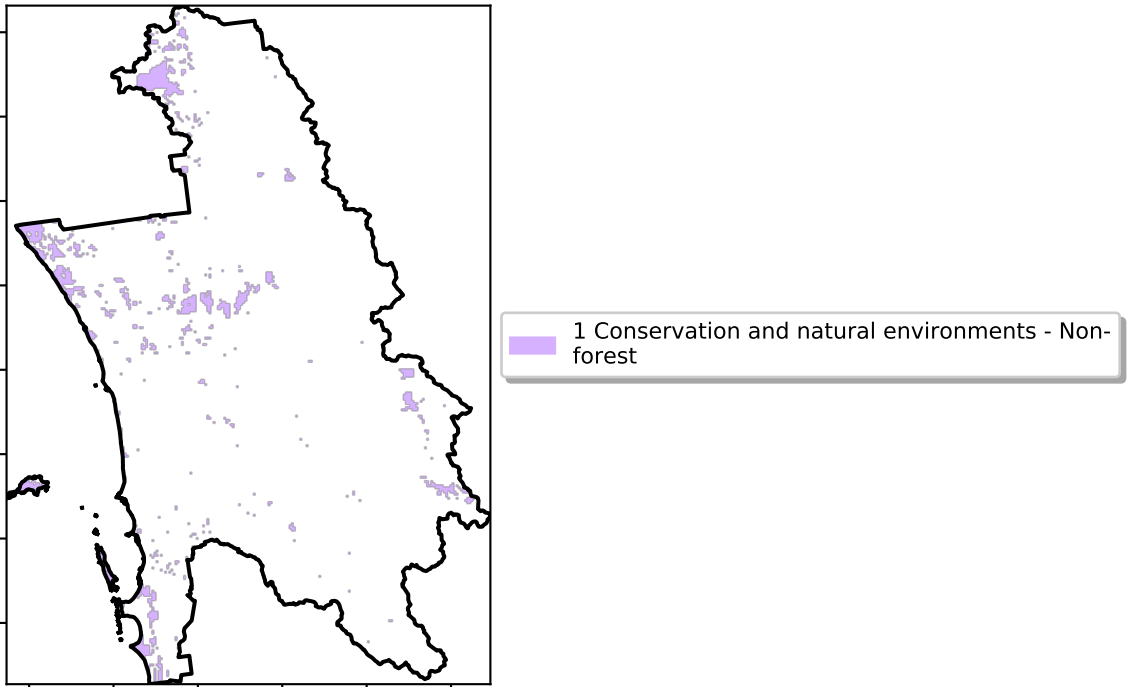 1 Conservation and natural environments - Non-
forest